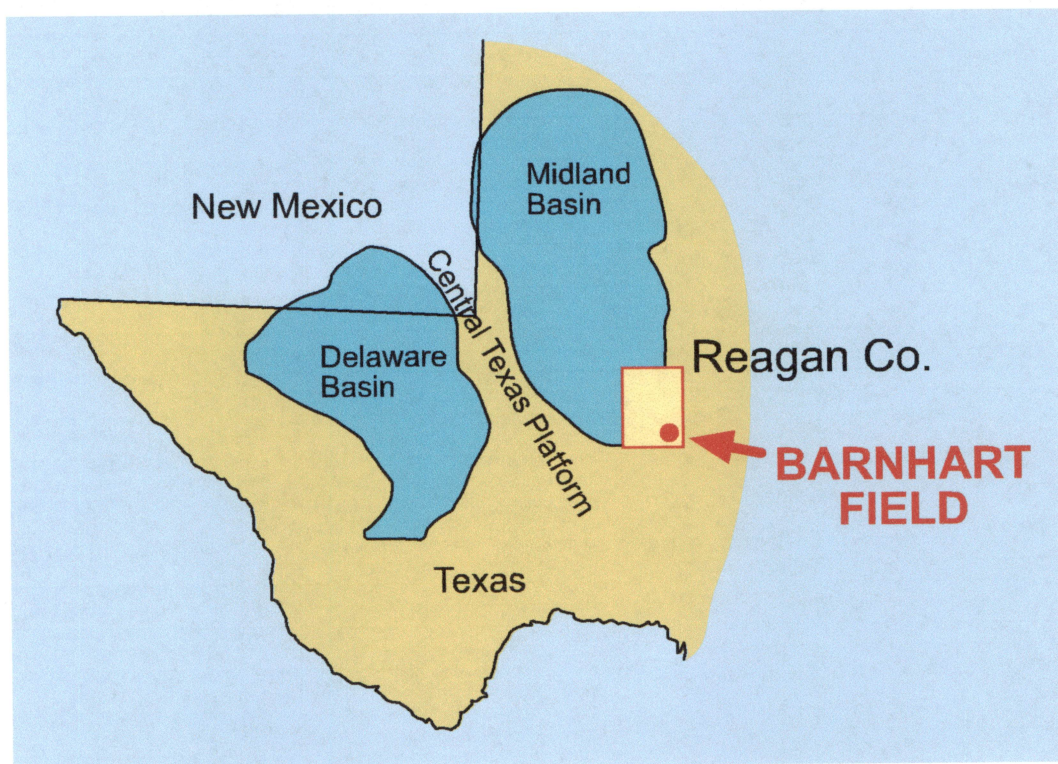 Midland
Basin
New Mexico
Central Texas Platform
Delaware
Basin
Reagan Co.
BARNHART
FIELD
Texas